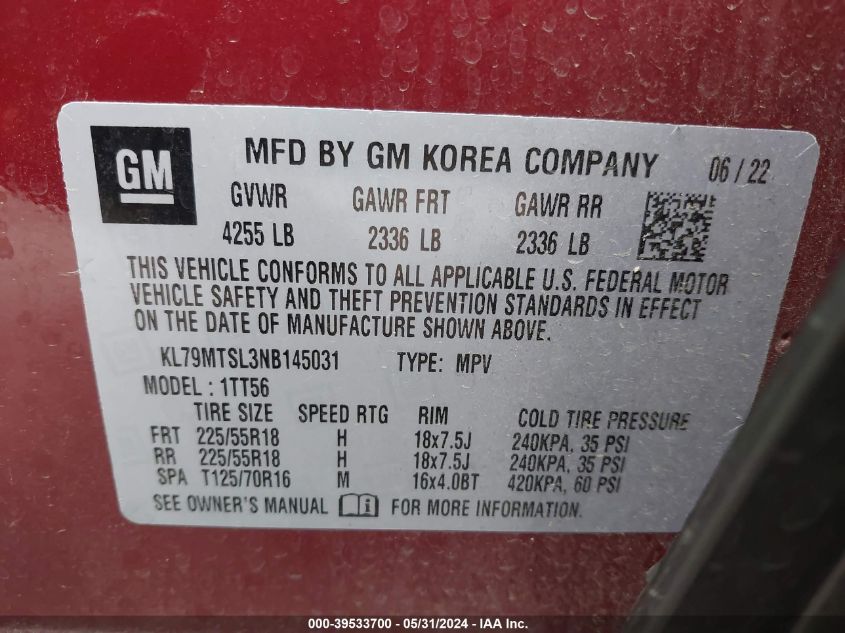 GM
MFD BY GM KOREA COMPANY 06 / 22
GVWR GAWR FRT GAWR RR
4255 LB 2336 LB 2336 LB
THIS VEHICLE CONFORMS TO ALL APPLICABLE U.S. FEDERAL MOTOR
VEHICLE SAFETY AND THEFT PREVENTION STANDARDS IN EFFECT
ON THE DATE OF MANUFACTURE SHOWN ABOVE.
KL79MTSL3NB145031 TYPE: MPV
MODEL : 1TT56
TIRE SIZE SPEED RTG RIM COLD TIRE PRESSURE
FRT 225/55R18 H 18x7.5J 240KPA, 35 PSI
RR 225/55R18 H 18x7.5J 240KPA, 35 PSI
SPA T125/70R16 M 16x4.0BT 420KPA, 60 PSI
SEE OWNER'S MANUAL FOR MORE INFORMATION.
000-39533700 - 05/31/2024 - IAA Inc.